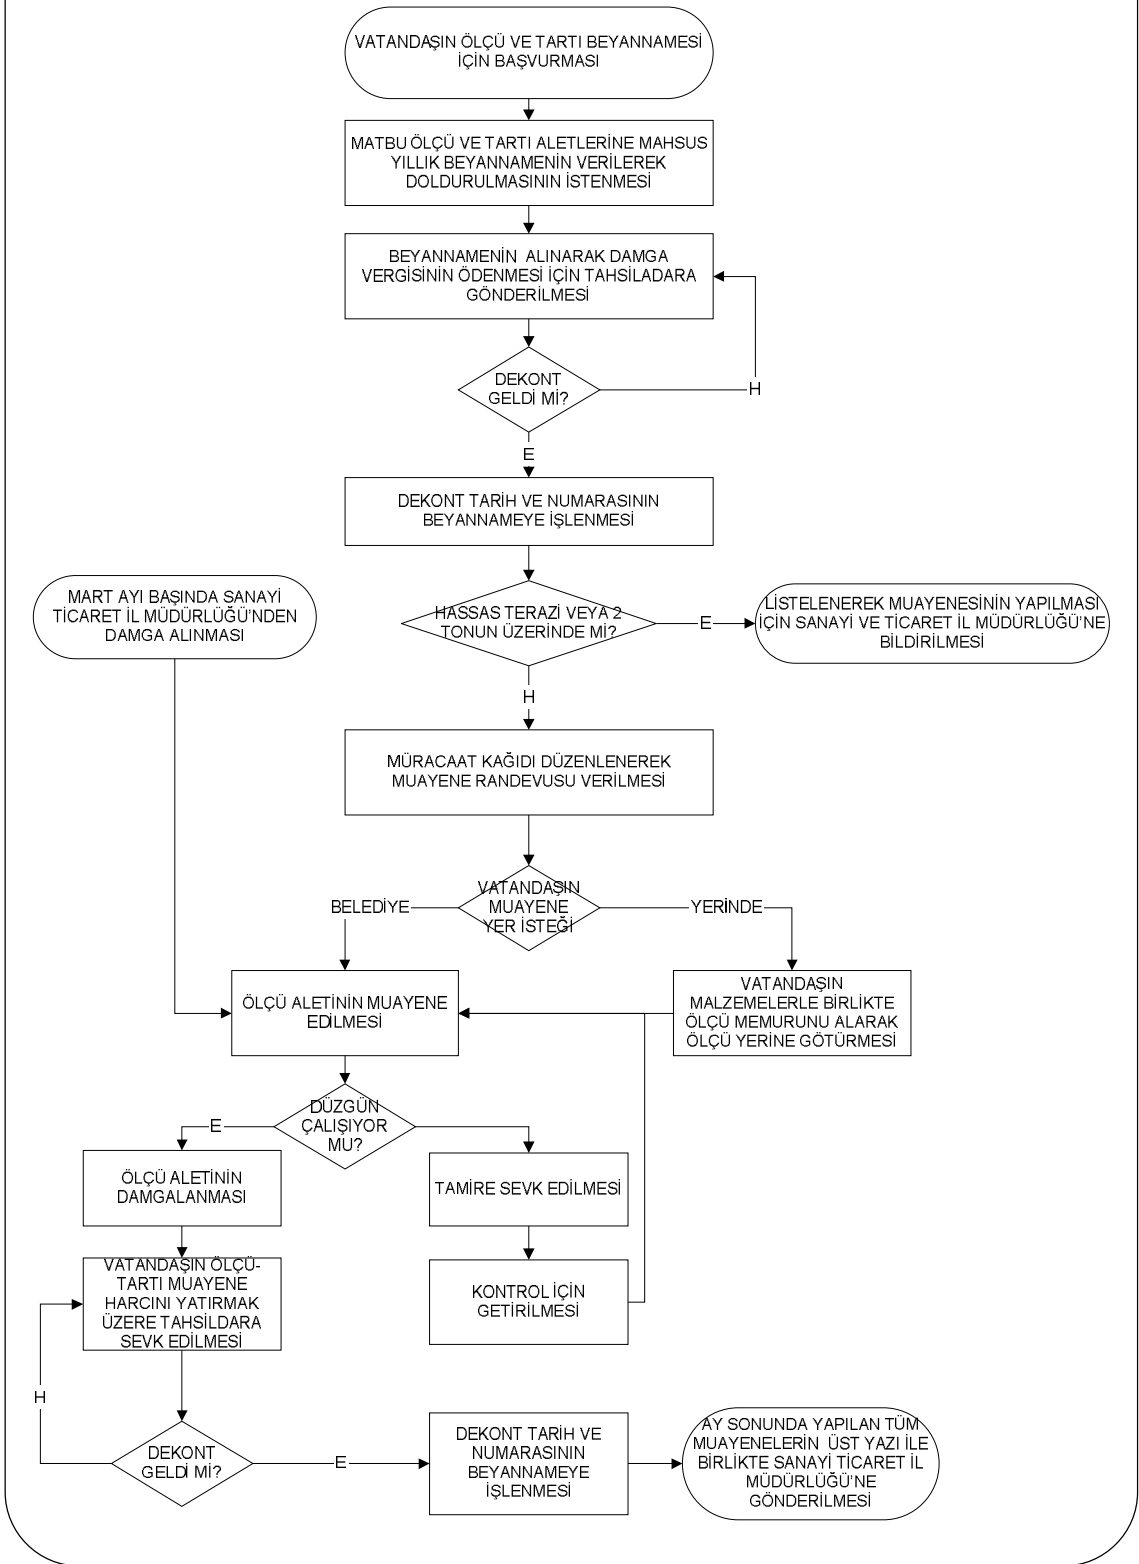 VATANDAŞIN ÖLÇÜ VE TARTI BEYANNAMESİ
İÇİN BAŞVURMASI
MATBU ÖLÇÜ VE TARTI ALETLERİNE MAHSUS
YILLIK BEYANNAMENİN VERİLEREK
DOLDURULMASININ İSTENMESİ
BEYANNAMENİN ALINARAK DAMGA
VERGİSİNİN ÖDENMESİ İÇİN TAHSİLADARA
GÖNDERİLMESİ
DEKONT
GELDİ Mİ?
H
E
DEKONT TARİH VE NUMARASININ
BEYANNAMEYE İŞLENMESİ
MART AYI BAŞINDA SANAYİ
TİCARET İL MÜDÜRLÜĞÜ'NDEN
DAMGA ALINMASI
HASSAS TERAZİ VEYA 2
TONUN ÜZERİNDE Mİ?
E
LİSTELENEREK MUAYENESİNİN YAPILMASI
İÇİN SANAYİ VE TİCARET İL MÜDÜRLÜĞÜ'NE
BİLDİRİLMESİ
H
MÜRACAAT KAĞIDI DÜZENLENEREK
MUAYENE RANDEVUSU VERİLMESİ
VATANDAŞIN
MUAYENE
YER İSTEĞİ
BELEDİYE
YERİNDE
ÖLÇÜ ALETİNİN MUAYENE
EDİLMESİ
VATANDAŞIN
MALZEMELERLE BİRLİKTE
ÖLÇÜ MEMURUNU ALARAK
ÖLÇÜ YERİNE GÖTÜRMESİ
DÜZGÜN
ÇALIŞIYOR
MU?
E
ÖLÇÜ ALETİNİN
DAMGALANMASI
TAMİRE SEVK EDİLMESİ
VATANDAŞIN ÖLÇÜ-
TARTI MUAYENE
HARCINI YATIRMAK
ÜZERE TAHSİLDARA
SEVK EDİLMESİ
KONTROL İÇİN
GETİRİLMESİ
H
DEKONT
GELDİ Mİ?
E
DEKONT TARİH VE
NUMARASININ
BEYANNAMEYE
İŞLENMESİ
AY SONUNDA YAPILAN TÜM
MUAYENELERİN ÜST YAZI İLE
BİRLİKTE SANAYİ TİCARET İL
MÜDÜRLÜĞÜ'NE
GÖNDERİLMESİ